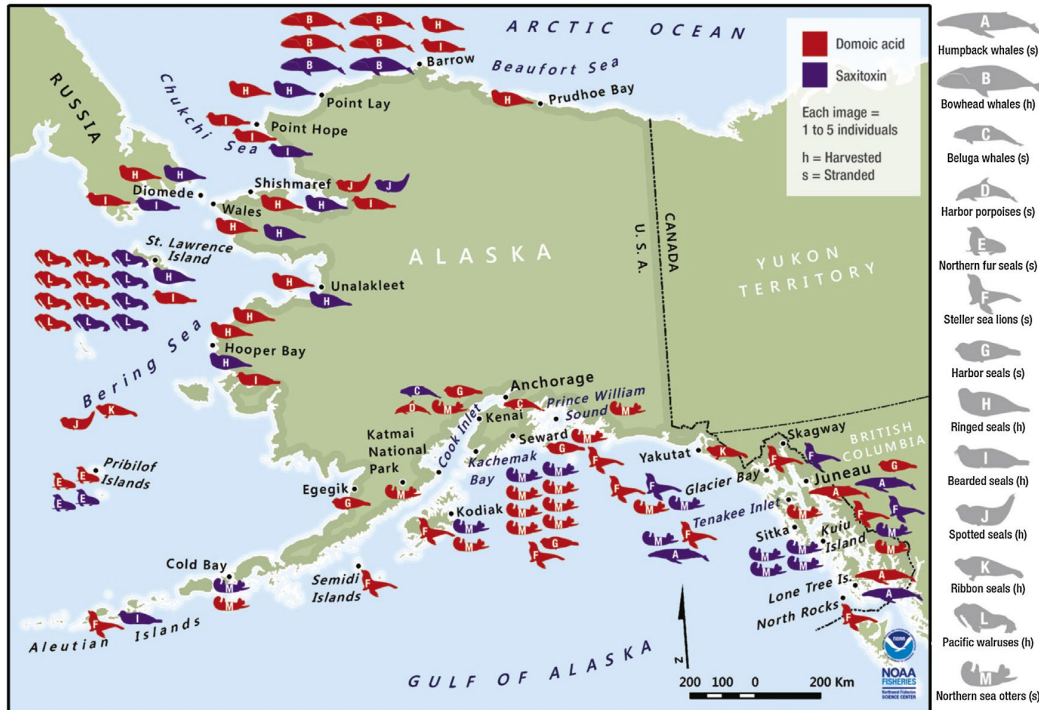 ARCTIC OCEAN
Beaufort Sea
Chukchi Sea
RUSSIA
Barrow
Point Lay
Prudhoe Bay
Point Hope
Domoic acid
Saxitoxin
Each image =
1 to 5 individuals
h = Harvested
s = Stranded
Diomede
Shishmaref
Wales
St. Lawrence
Island
ALASKA
U.S.A.
CANADA
YUKON
TERRITORY
Unalakleet
Bering Sea
Hooper Bay
Anchorage
Prince William
Sound
Kenai
Cook Inlet
Katmai
National
Park
Seward
Kachemak
Bay
Pribilof
Islands
Egegik
Kodiak
Yakutat
Skagway
BRITISH
COLUMBIA
Glacier Bay
Juneau
Tenakee Inlet
Sitka
Kuiu
Island
Cold Bay
Semidi
Islands
Lone Tree Is.
North Rocks
Aleutian Islands
GULF OF ALASKA
N
200 100 0 200 Km
NOAA
FISHERIES
Northwest Fisheries
SCIENCE CENTER
A
Humpback whales (s)
B
Bowhead whales (h)
C
Beluga whales (s)
D
Harbor porpoises (s)
E
Northern fur seals (s)
F
Steller sea lions (s)
G
Harbor seals (s)
H
Ringed seals (h)
I
Bearded seals (h)
J
Spotted seals (h)
K
Ribbon seals (h)
L
Pacific walruses (h)
M
Northern sea otters (s)